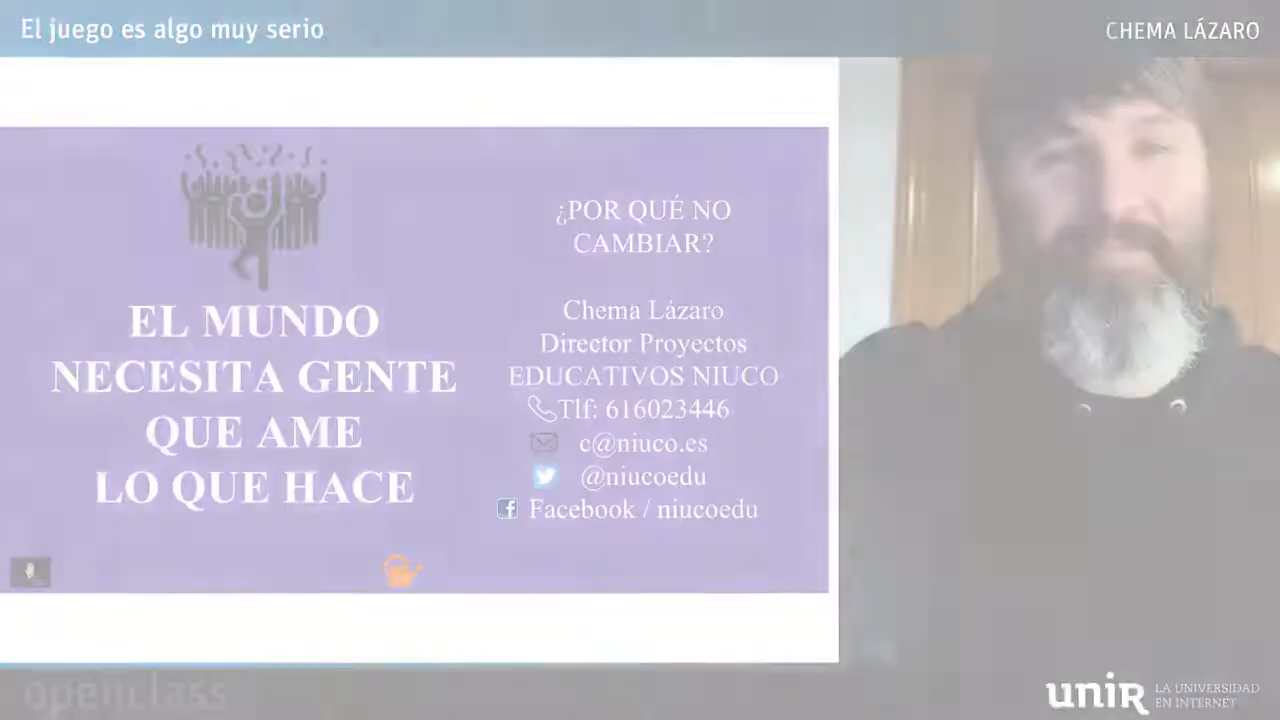 El juego es algo muy serio
CHEMA LÁZARO
EL MUNDO
NECESITA GENTE
QUE AME
LO QUE HACE
¿POR QUÉ NO
CAMBIAR?
Chema Lázaro
Director Proyectos
EDUCATIVOS NIUCO
Tlf: 616023446
c@niuco.es
@niucoedu
Facebook / niucoedu
openclass
unir LA UNIVERSIDAD
EN INTERNET